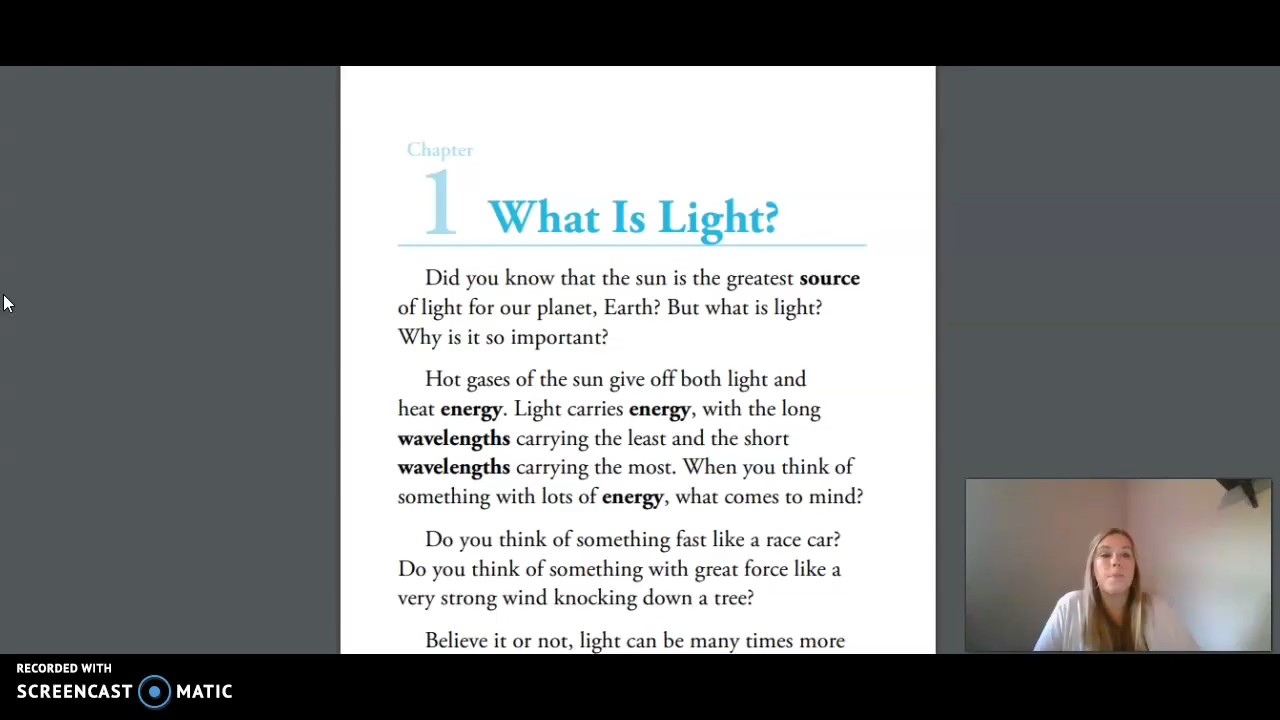 Chapter
1 What Is Light?
Did you know that the sun is the greatest source
of light for our planet, Earth? But what is light?
Why is it so important?
Hot gases of the sun give off both light and
heat energy. Light carries energy, with the long
wavelengths carrying the least and the short
wavelengths carrying the most. When you think of
something with lots of energy, what comes to mind?
Do you think of something fast like a race car?
Do you think of something with great force like a
very strong wind knocking down a tree?
Believe it or not, light can be many times more
RECORDED WITH
SCREENCAST MATIC